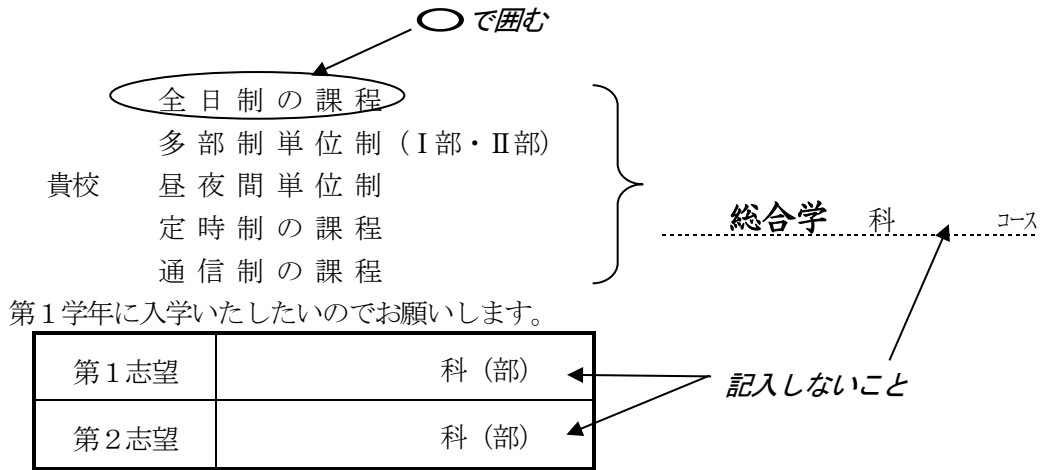 ○で囲む
全日制の課程
多部制単位制（Ⅰ部・Ⅱ部）
貴校 昼夜間単位制
総合学 科 コース
定時制の課程
通信制の課程
第１学年に入学いたしたいのでお願いします。
第１志望 科（部）
記入しないこと
第２志望 科（部）